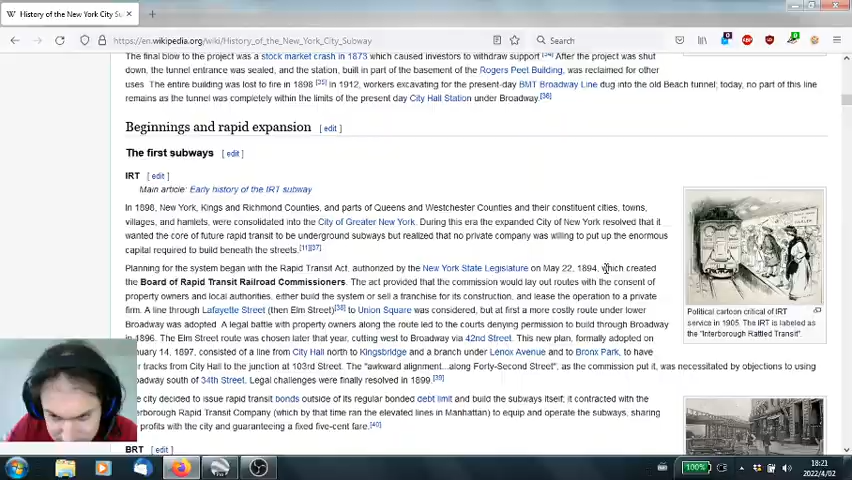 History of the New York City Su
https://en.wikipedia.org/wiki/History_of_the_New_York_City_Subway
Search
The final blow to the project was a stock market crash in 1873 which caused investors to withdraw support.[34] After the project was shut
down, the tunnel entrance was sealed, and the station, built in part of the basement of the Rogers Peet Building, was reclaimed for other
uses. The entire building was lost to fire in 1898.[35] In 1912, workers excavating for the present-day BMT Broadway Line dug into the old Beach tunnel; today, no part of this line
remains as the tunnel was completely within the limits of the present day City Hall Station under Broadway.[36]
Beginnings and rapid expansion [ edit ]
The first subways [ edit ]
IRT [ edit ]
Main article: Early history of the IRT subway
In 1898, New York, Kings and Richmond Counties, and parts of Queens and Westchester Counties and their constituent cities, towns,
villages, and hamlets, were consolidated into the City of Greater New York. During this era the expanded City of New York resolved that it
wanted the core of future rapid transit to be underground subways but realized that no private company was willing to put up the enormous
capital required to build beneath the streets.[11][37]
Planning for the system began with the Rapid Transit Act, authorized by the New York State Legislature on May 22, 1894, which created
the Board of Rapid Transit Railroad Commissioners. The act provided that the commission would lay out routes with the consent of
property owners and local authorities, either build the system or sell a franchise for its construction, and lease the operation to a private
firm. A line through Lafayette Street (then Elm Street)[38] to Union Square was considered, but at first a more costly route under lower
Broadway was adopted. A legal battle with property owners along the route led to the courts denying permission to build through Broadway
in 1896. The Elm Street route was chosen later that year, cutting west to Broadway via 42nd Street. This new plan, formally adopted on
January 14, 1897, consisted of a line from City Hall north to Kingsbridge and a branch under Lenox Avenue and to Bronx Park, to have
tracks from City Hall to the junction at 103rd Street. The "awkward alignment...along Forty-Second Street", as the commission put it, was necessitated by objections to using
Broadway south of 34th Street. Legal challenges were finally resolved in 1899.[39]
city decided to issue rapid transit bonds outside of its regular bonded debt limit and build the subways itself; it contracted with the
Interborough Rapid Transit Company (which by that time ran the elevated lines in Manhattan) to equip and operate the subways, sharing
profits with the city and guaranteeing a fixed five-cent fare.[40]
BRT [ edit ]
Political cartoon critical of IRT
service in 1905. The IRT is labeled as
the "Interborough Rattled Transit".
100%
18:21
2022/4/02